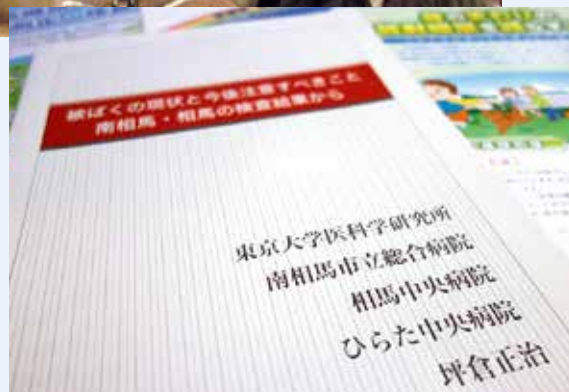 被ばくの現状と今後注意すべきこと
南相馬・相馬の検査結果から
東京大学医科学研究所
南相馬市立総合病院
相馬中央病院
ひらた中央病院
坪倉正治